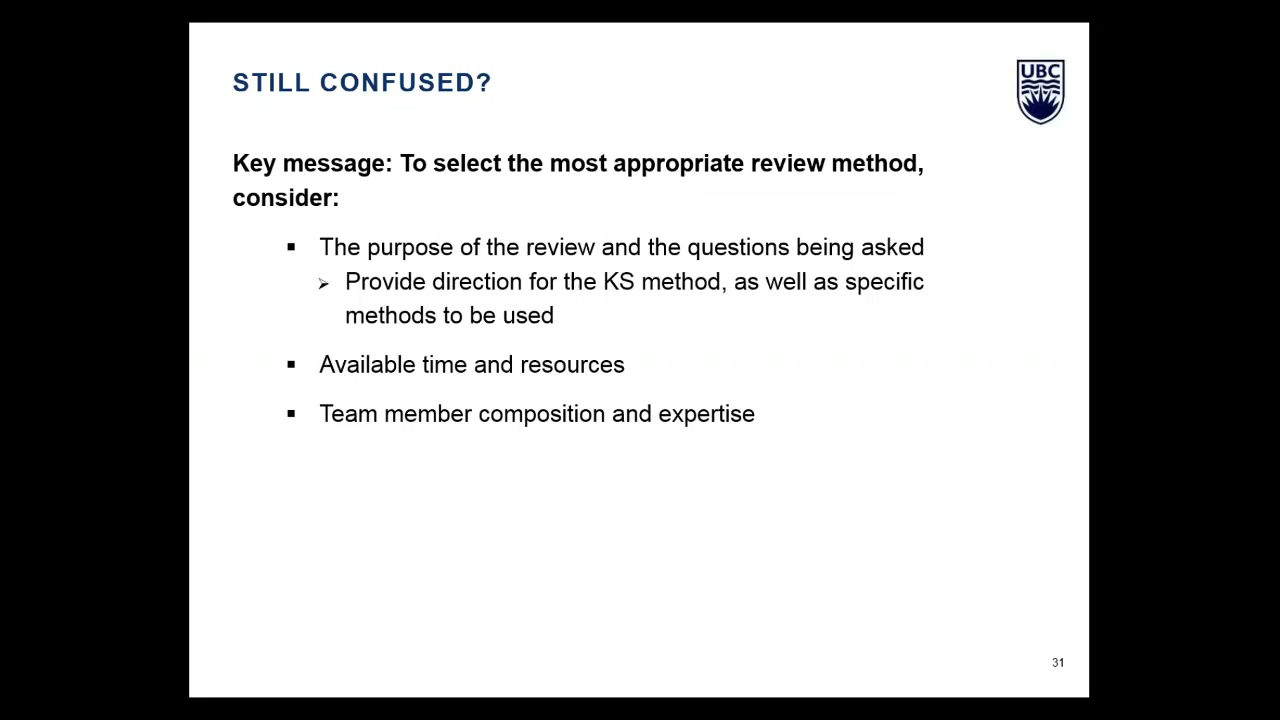 STILL CONFUSED?
UBC
Key message: To select the most appropriate review method,
consider:
▪ The purpose of the review and the questions being asked
➢ Provide direction for the KS method, as well as specific
methods to be used
▪ Available time and resources
▪ Team member composition and expertise
31